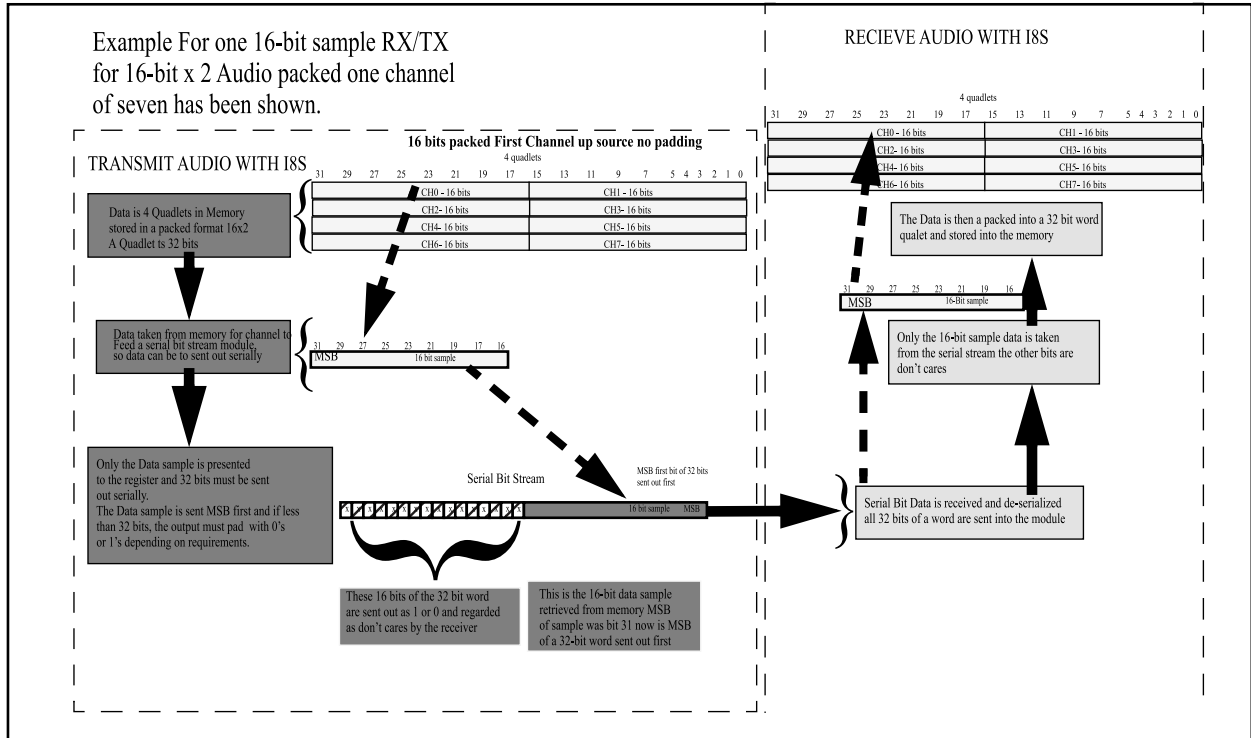 Example For one 16-bit sample RX/TX
for 16-bit x 2 Audio packed one channel
of seven has been shown.
TRANSMIT AUDIO WITH I8S
16 bits packed First Channel up source no padding
4 quadlets
31 29 27 25 23 21 19 17 15 13 11 9 7 5 4 3 2 1 0
CH0 - 16 bits CH1 - 16 bits
CH2- 16 bits CH3- 16 bits
CH4- 16 bits CH5- 16 bits
CH6- 16 bits CH7- 16 bits
Data is 4 Quadlets in Memory
stored in a packed format 16x2
A Quadlet ts 32 bits
Data taken from memory for channel to
Feed a serial bit stream module,
so data can be to sent out serially
31 29 27 25 23 21 19 17 16
MSB 16 bit sample
Only the Data sample is presented
to the register and 32 bits must be sent
out serially.
The Data sample is sent MSB first and if less
than 32 bits, the output must pad with 0's
or 1's depending on requirements.
Serial Bit Stream
MSB first bit of 32 bits
sent out first
x x x x x x x x x x x x x x x x 16 bit sample MSB
These 16 bits of the 32 bit word
are sent out as 1 or 0 and regarded
as don't cares by the receiver
This is the 16-bit data sample
retrieved from memory MSB
of sample was bit 31 now is MSB
of a 32-bit word sent out first
RECIEVE AUDIO WITH I8S
4 quadlets
31 29 27 25 23 21 19 17 15 13 11 9 7 5 4 3 2 1 0
CH0 - 16 bits CH1 - 16 bits
CH2- 16 bits CH3- 16 bits
CH4- 16 bits CH5- 16 bits
CH6- 16 bits CH7- 16 bits
The Data is then a packed into a 32 bit word
qualet and stored into the memory
31 29 27 25 23 21 19 16
MSB 16-Bit sample
Only the 16-bit sample data is taken
from the serial stream the other bits are
don't cares
Serial Bit Data is received and de-serialized
all 32 bits of a word are sent into the module